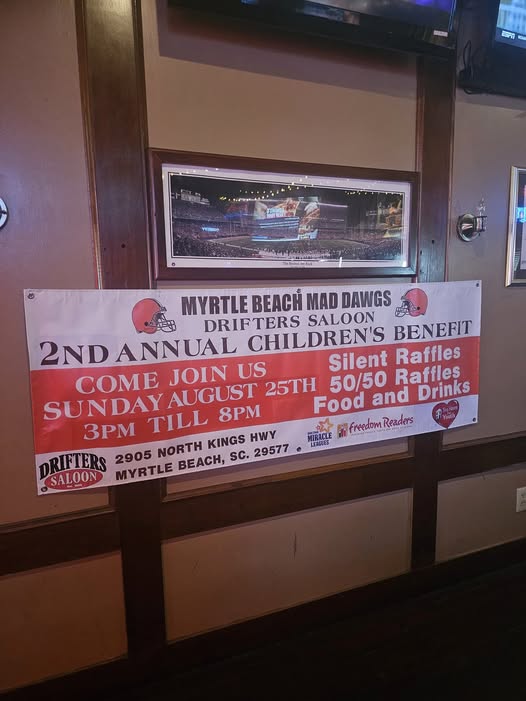 MYRTLE BEACH MAD DAWGS
DRIFTERS SALOON
2ND ANNUAL CHILDREN'S BENEFIT
COME JOIN US
SUNDAY AUGUST 25TH
3PM TILL 8PM
Silent Raffles
50/50 Raffles
Food and Drinks
DRIFTERS
SALOON
2905 NORTH KINGS HWY
MYRTLE BEACH, SC. 29577
MIRACLE
LEAGUES
freedom Readers